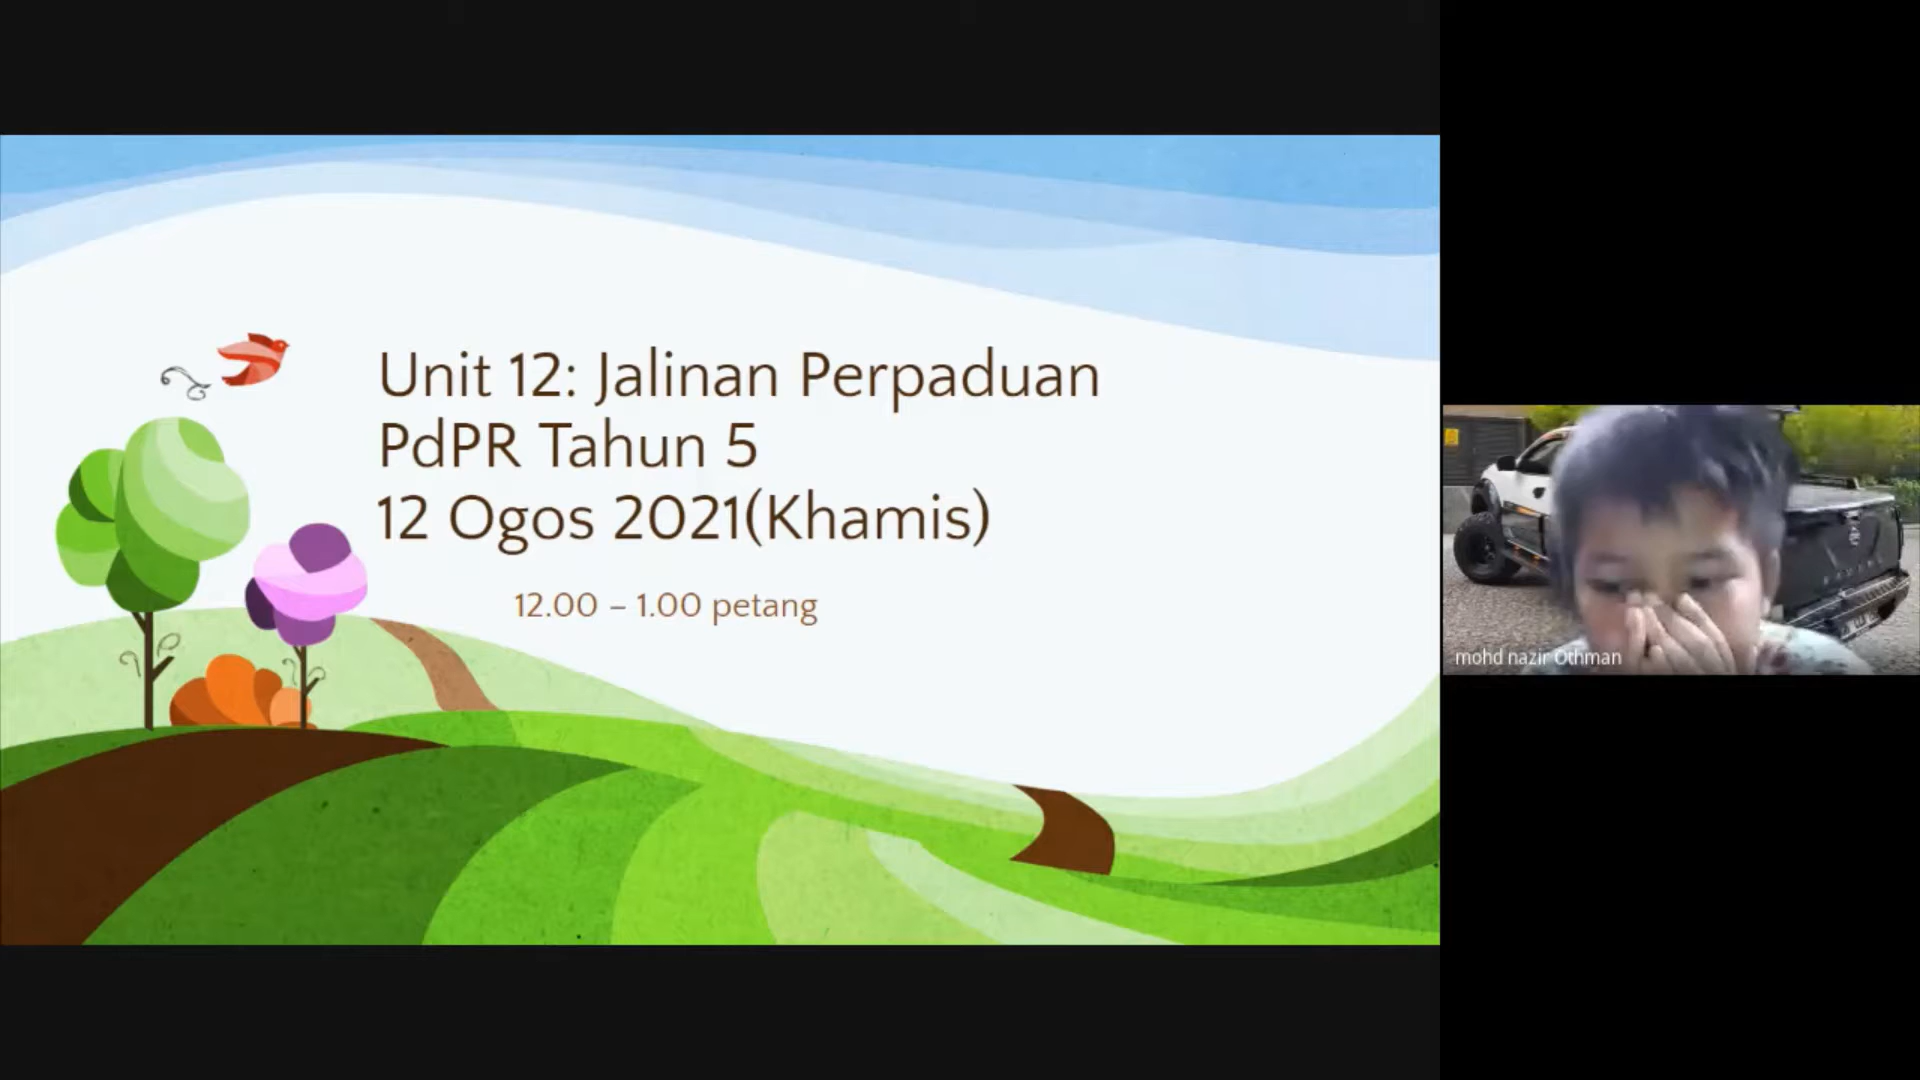 Unit 12: Jalinan Perpaduan
PdPR Tahun 5
12 Ogos 2021(Khamis)
12.00 – 1.00 petang
mohd nazir Othman